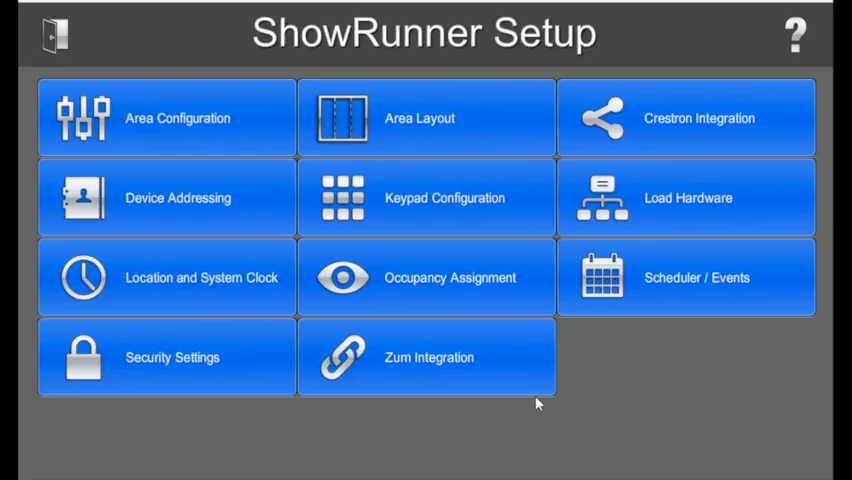 ShowRunner Setup
?
Area Configuration
Area Layout
Crestron Integration
Device Addressing
Keypad Configuration
Load Hardware
Location and System Clock
Occupancy Assignment
Scheduler / Events
Security Settings
Zum Integration